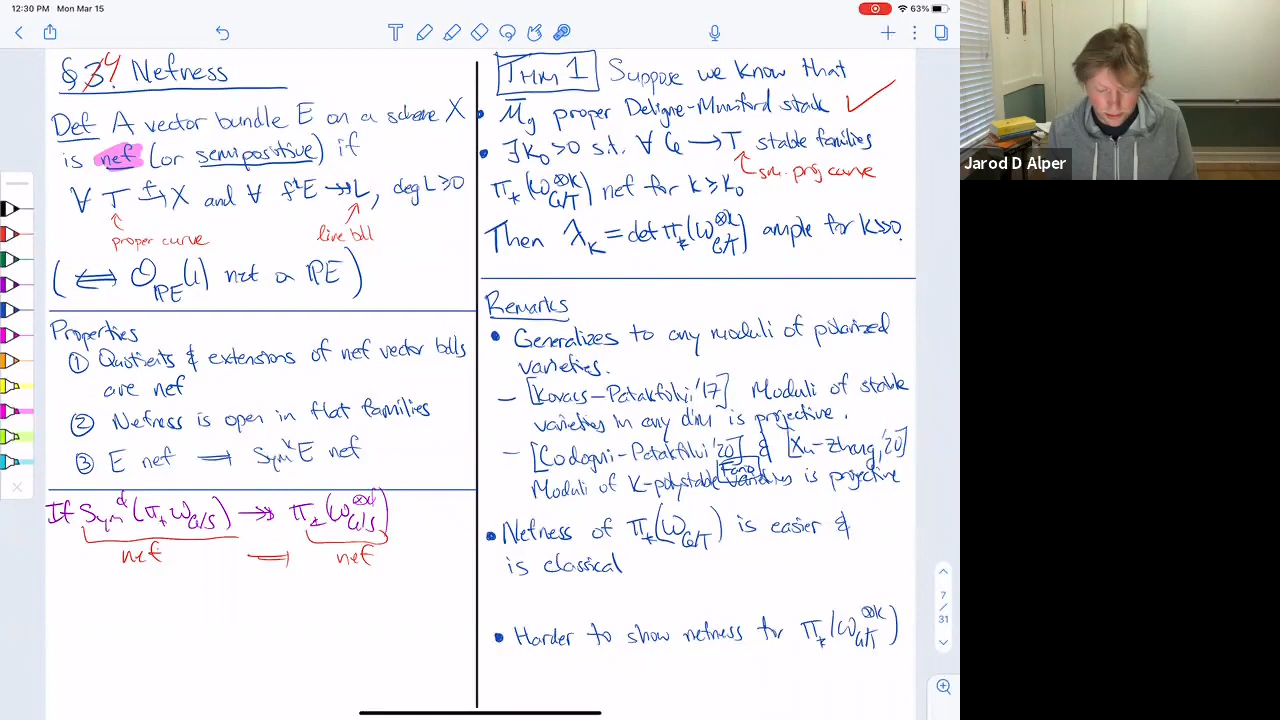 12:30 PM Mon Mar 15
63%
§ 4 Nefness
Def A vector bundle E on a scheme X
is nef (or semipositive) if
∀ T →f X and ∀ f*E ↠ L, deg L ≥ 0
proper curve
line bdl
( ⟺ O_PE(1) nef on PE )
Properties
① Quotients & extensions of nef vector bdls
are nef
② Nefness is open in flat families
③ E nef ⟹ Sym^k E nef
If Sym^d(π_* ω_C/S) ↠ π_*(ω_C/S^⊗d)
nef ⟹ nef
THM 1 Suppose we know that
• M̄g proper Deligne-Mumford stack ✓
• ∃ k₀>0 s.t. ∀ C → T stable families
sm. proj curve
π_*(ω_C/T^⊗k) nef for k ≥ k₀
Then λ_k = det π_*(ω_C/T^⊗k) ample for k≫0.
Remarks
• Generalizes to any moduli of polarized
varieties.
– [Kovacs-Patakfalvi '17] Moduli of stable
varieties in any dim is projective.
– [Codogni-Patakfalvi '20] & [Xu-Zhang, '20]
Moduli of K-polystable Fano varieties is projective
• Nefness of π_*(ω_C/T) is easier &
is classical
• Harder to show nefness for π_*(ω_C/T^⊗k)
7
/
31
Jarod D Alper